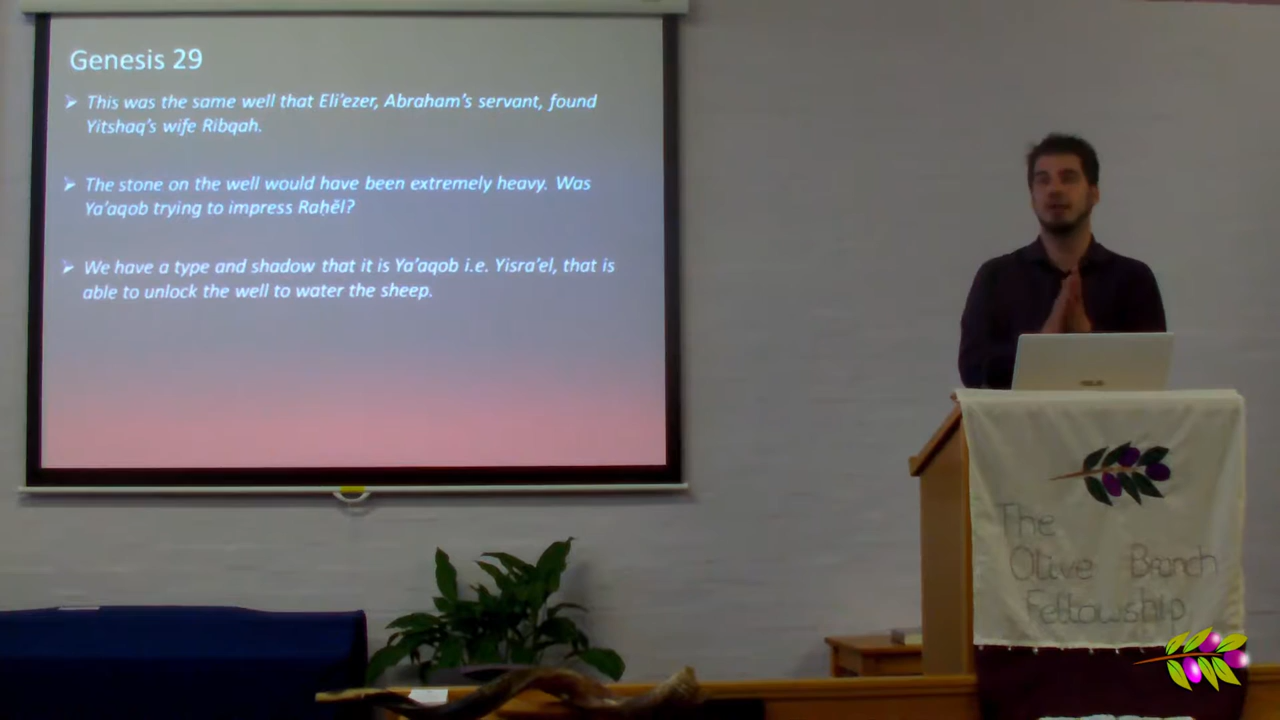 Genesis 29
➢ This was the same well that Eli'ezer, Abraham's servant, found
Yitshaq's wife Ribqah.
➢ The stone on the well would have been extremely heavy. Was
Ya'aqob trying to impress Raḥĕl?
➢ We have a type and shadow that it is Ya'aqob i.e. Yisra'el, that is
able to unlock the well to water the sheep.
ASUS
The
Olive Branch
Fellowship